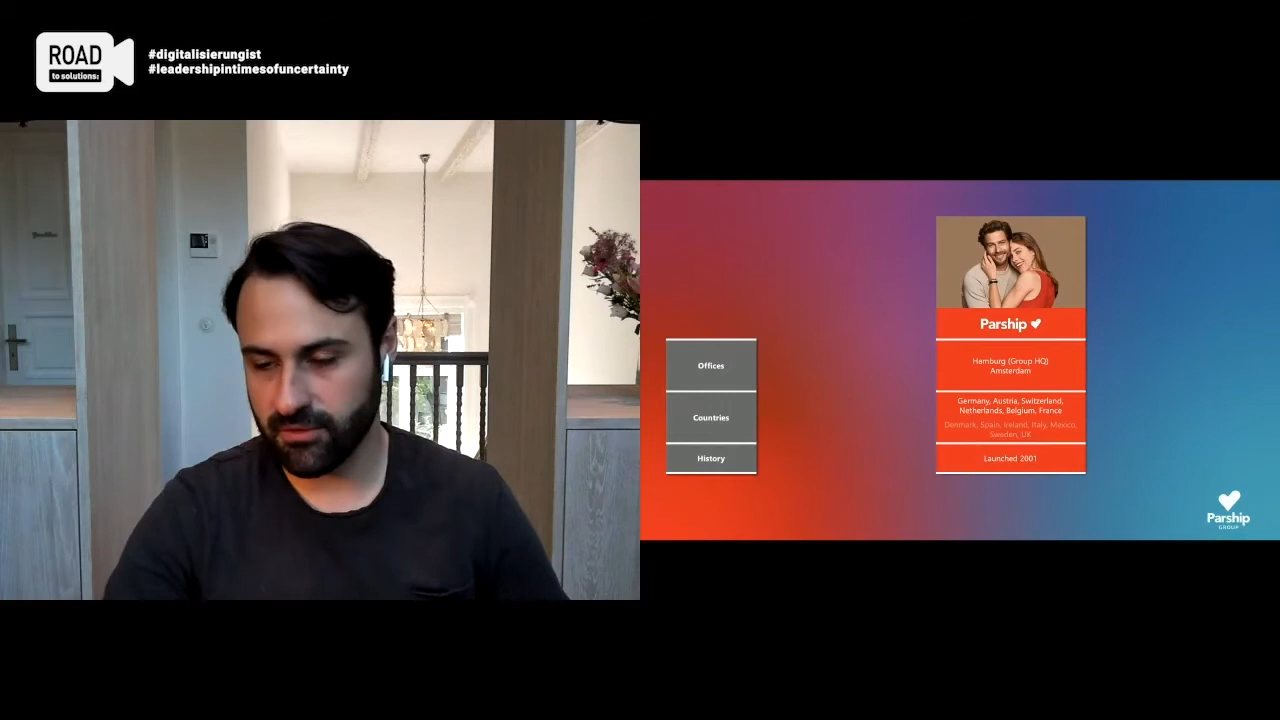 ROAD
to solutions:
#digitalisierungist
#leadershipintimesofuncertainty
Parship
Offices
Hamburg (Group HQ)
Amsterdam
Countries
Germany, Austria, Switzerland,
Netherlands, Belgium, France
Denmark, Spain, Ireland, Italy, Mexico,
Sweden, UK
History
Launched 2001
Parship
GROUP